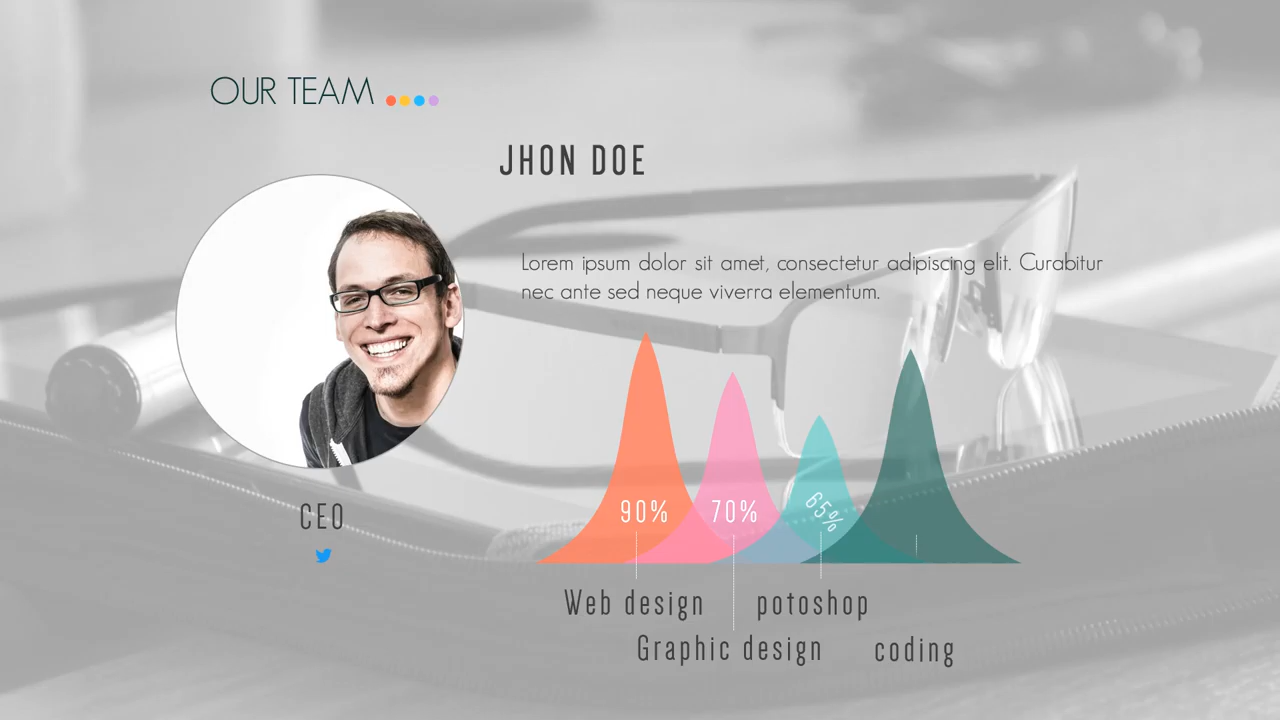 OUR TEAM
JHON DOE
Lorem ipsum dolor sit amet, consectetur adipiscing elit. Curabitur
nec ante sed neque viverra elementum.
90%
70%
65%
CEO
Web design
potoshop
Graphic design
coding